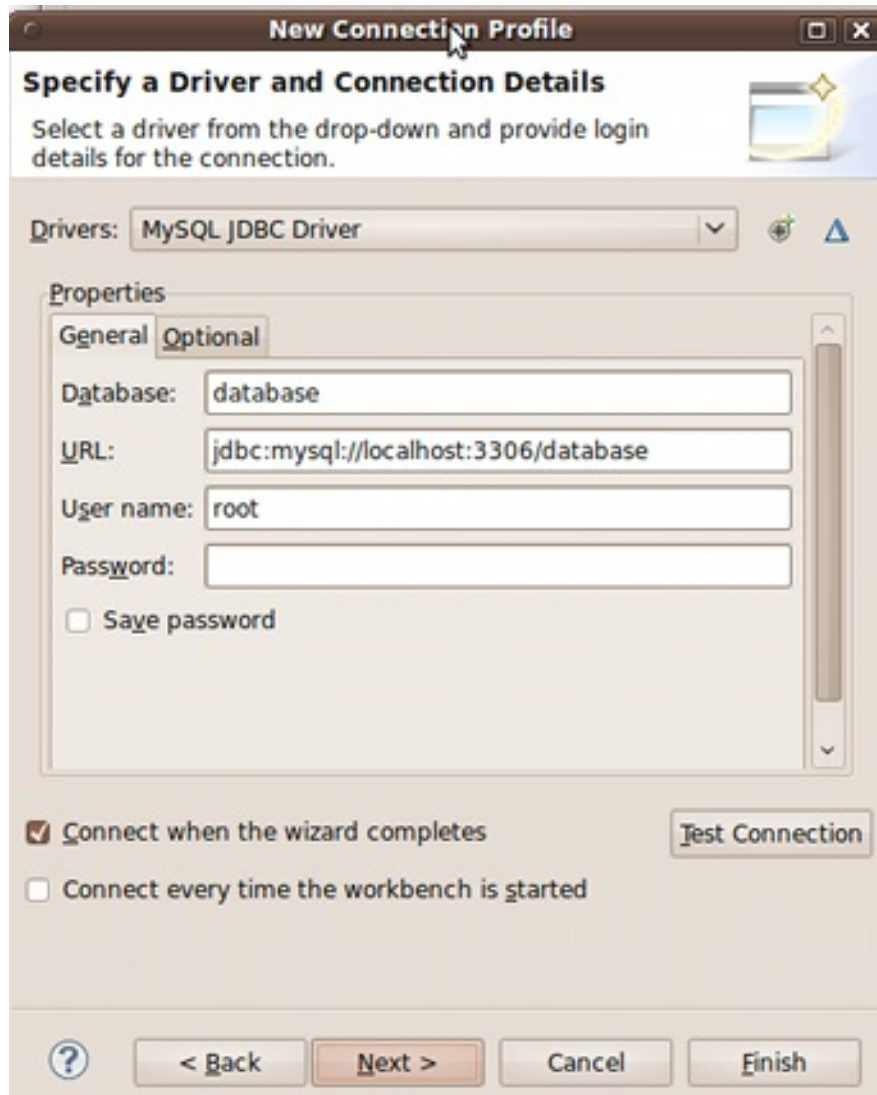 New Connection Profile
Specify a Driver and Connection Details
Select a driver from the drop-down and provide login
details for the connection.
Drivers: MySQL JDBC Driver
Properties
General Optional
Database: database
URL: jdbc:mysql://localhost:3306/database
User name: root
Password:
Save password
Connect when the wizard completes
Test Connection
Connect every time the workbench is started
? < Back Next > Cancel Finish